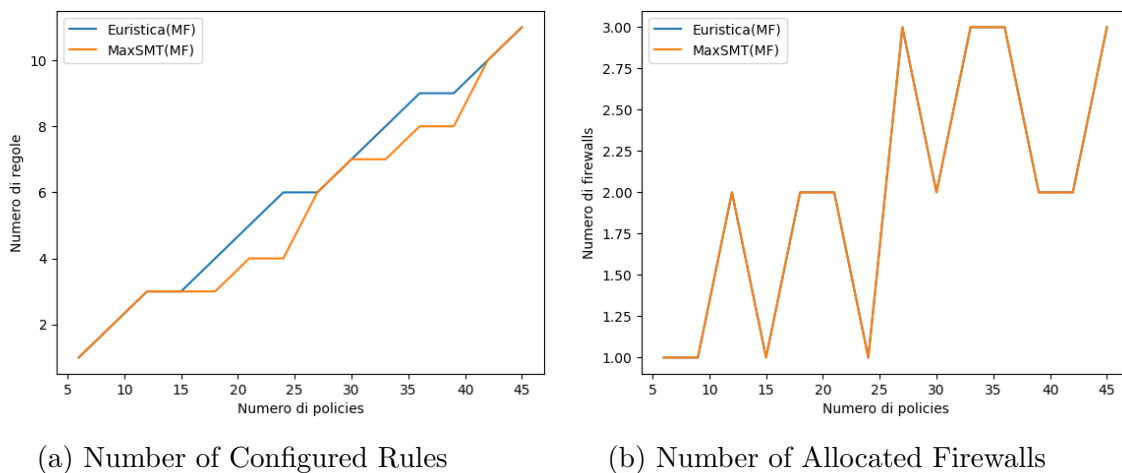 Euristica(MF)
MaxSMT(MF)
10
8
6
4
2
Numero di regole
5 10 15 20 25 30 35 40 45
Numero di policies
(a) Number of Configured Rules
Euristica(MF)
MaxSMT(MF)
3.00
2.75
2.50
2.25
2.00
1.75
1.50
1.25
1.00
Numero di firewalls
5 10 15 20 25 30 35 40 45
Numero di policies
(b) Number of Allocated Firewalls